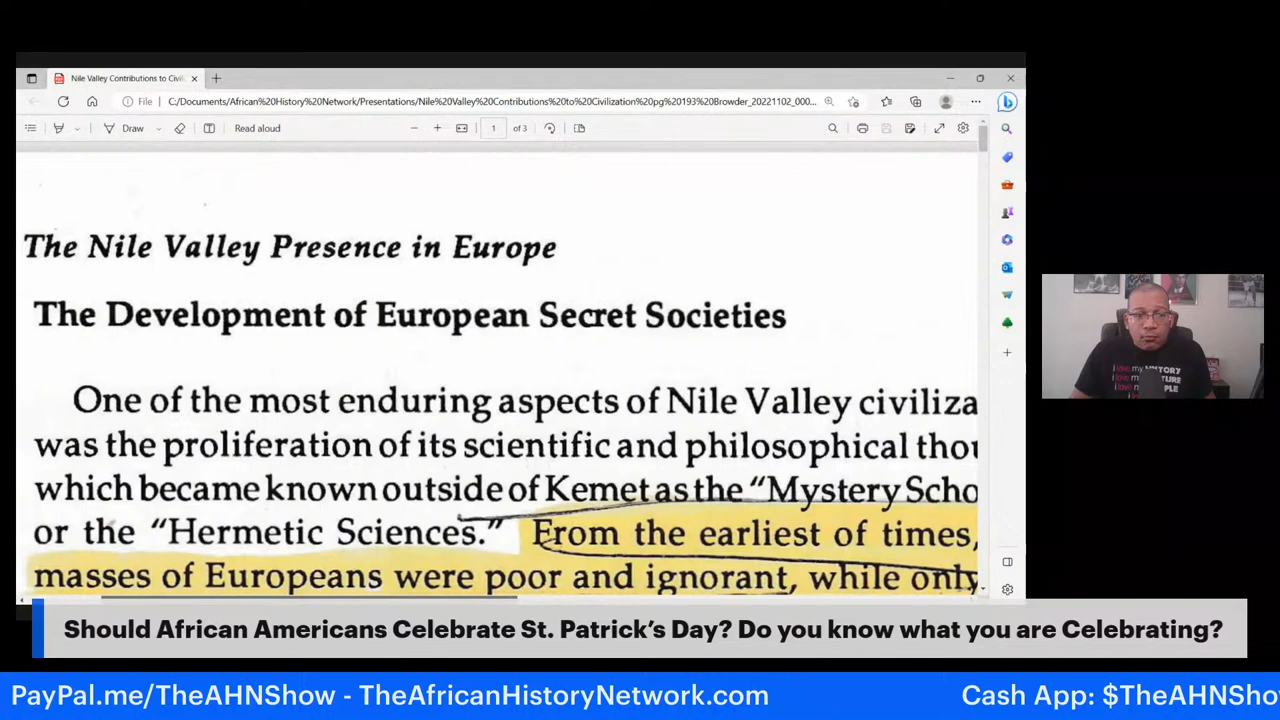 Nile Valley Contributions to Civili
File
C:/Documents/African%20History%20Network/Presentations/Nile%20Valley%20Contributions%20to%20Civilization%20pg%20193%20Browder_20221102_000...
Draw
Read aloud
1
of 3
The Nile Valley Presence in Europe
The Development of European Secret Societies
One of the most enduring aspects of Nile Valley civiliza
was the proliferation of its scientific and philosophical thou
which became known outside of Kemet as the "Mystery Scho
or the "Hermetic Sciences." From the earliest of times,
masses of Europeans were poor and ignorant, while only
i love my HISTORY
Should African Americans Celebrate St. Patrick's Day? Do you know what you are Celebrating?
PayPal.me/TheAHNShow - TheAfricanHistoryNetwork.com
Cash App: $TheAHNSho